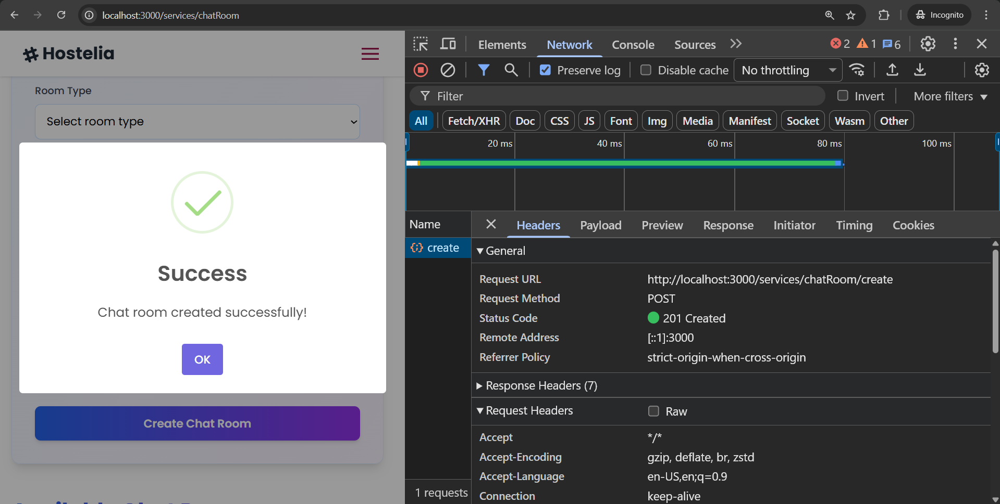 localhost:3000/services/chatRoom
Incognito
Hostelia
Room Type
Select room type
Success
Chat room created successfully!
OK
Create Chat Room
Elements
Network
Console
Sources
2
1
6
Preserve log
Disable cache
No throttling
Filter
Invert
More filters
All
Fetch/XHR
Doc
CSS
JS
Font
Img
Media
Manifest
Socket
Wasm
Other
20 ms
40 ms
60 ms
80 ms
100 ms
Name
Headers
Payload
Preview
Response
Initiator
Timing
Cookies
create
General
Request URL http://localhost:3000/services/chatRoom/create
Request Method POST
Status Code 201 Created
Remote Address [::1]:3000
Referrer Policy strict-origin-when-cross-origin
Response Headers (7)
Request Headers Raw
Accept */*
Accept-Encoding gzip, deflate, br, zstd
Accept-Language en-US,en;q=0.9
Connection keep-alive
1 requests